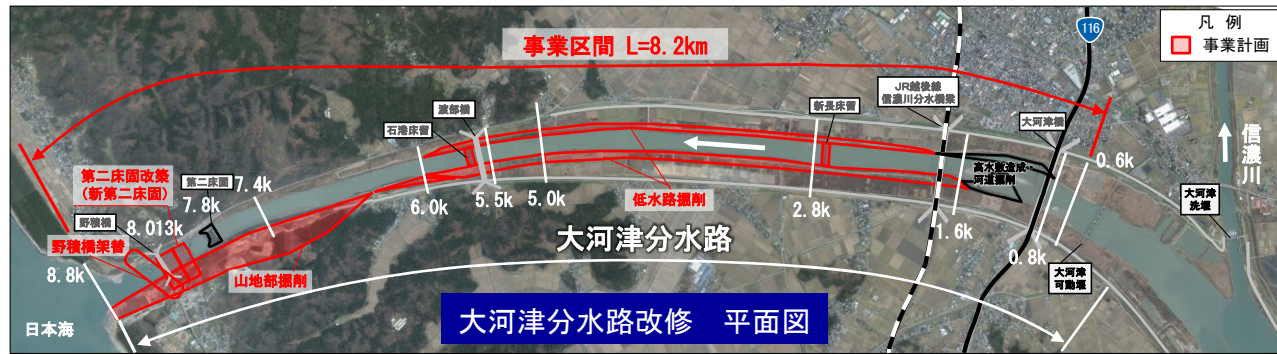 116
凡 例
事業計画
事業区間 L=8.2km
JR越後線
信濃川分水橋梁
大河津橋
渡部橋
石港床留
新長床留
信濃川
0.6k
高水敷造成・
河道掘削
大河津
洗堰
第二床固改築
(新第二床固)
第二床固
7.4k
7.8k
野積橋
8.013k
野積橋架替
8.8k
6.0k
5.5k
5.0k
低水路掘削
2.8k
1.6k
0.8k
大河津
可動堰
大河津分水路
山地部掘削
日本海
大河津分水路改修 平面図